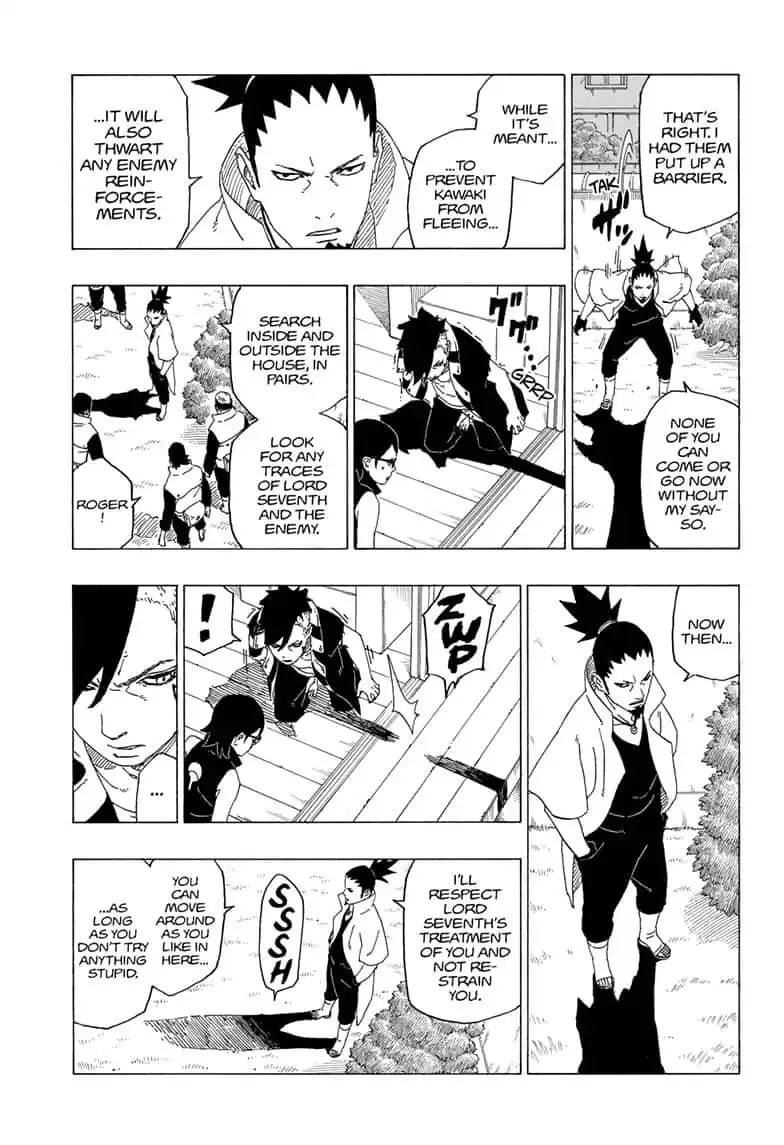 THAT'S
RIGHT. I
HAD THEM
PUT UP A
BARRIER.
TAK
NONE
OF YOU
CAN
COME OR
GO NOW
WITHOUT
MY SAY-
SO.
WHILE
IT'S
MEANT...
...TO
PREVENT
KAWAKI
FROM
FLEEING...
...IT WILL
ALSO
THWART
ANY ENEMY
REIN-
FORCE-
MENTS.
ググ
GRRP
SEARCH
INSIDE AND
OUTSIDE THE
HOUSE, IN
PAIRS.
LOOK
FOR ANY
TRACES
OF LORD
SEVENTH
AND THE
ENEMY.
ROGER
!
NOW
THEN...
ZWP
!
...
I'LL
RESPECT
LORD
SEVENTH'S
TREATMENT
OF YOU AND
NOT RE-
STRAIN
YOU.
SSSH
YOU
CAN
MOVE
AROUND
AS YOU
LIKE IN
HERE...
...AS
LONG
AS YOU
DON'T TRY
ANYTHING
STUPID.